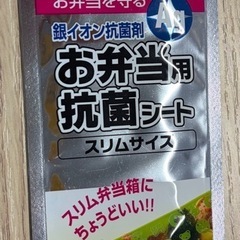 お弁当を守る
銀イオン抗菌剤
Ag
お弁当用
抗菌シート
スリムサイズ
スリム弁当箱に
ちょうどいい!!